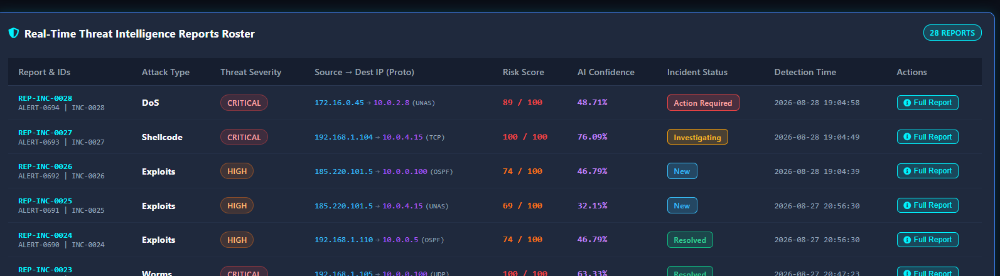 Real-Time Threat Intelligence Reports Roster
28 REPORTS
Report & IDs Attack Type Threat Severity Source → Dest IP (Proto) Risk Score AI Confidence Incident Status Detection Time Actions
REP-INC-0028
ALERT-0694 | INC-0028
DoS CRITICAL 172.16.0.45 → 10.0.2.8 (UNAS) 89 / 100 48.71% Action Required 2026-08-28 19:04:58 Full Report
REP-INC-0027
ALERT-0693 | INC-0027
Shellcode CRITICAL 192.168.1.104 → 10.0.4.15 (TCP) 100 / 100 76.09% Investigating 2026-08-28 19:04:49 Full Report
REP-INC-0026
ALERT-0692 | INC-0026
Exploits HIGH 185.220.101.5 → 10.0.0.100 (OSPF) 74 / 100 46.79% New 2026-08-28 19:04:39 Full Report
REP-INC-0025
ALERT-0691 | INC-0025
Exploits HIGH 185.220.101.5 → 10.0.4.15 (UNAS) 69 / 100 32.15% New 2026-08-27 20:56:30 Full Report
REP-INC-0024
ALERT-0690 | INC-0024
Exploits HIGH 192.168.1.110 → 10.0.0.5 (OSPF) 74 / 100 46.79% Resolved 2026-08-27 20:56:30 Full Report
REP-INC-0023
Worms CRITICAL 192.168.1.105 → 10.0.0.100 (UDP) 100 / 100 63.33% Resolved 2026-08-27 20:47:23 Full Report